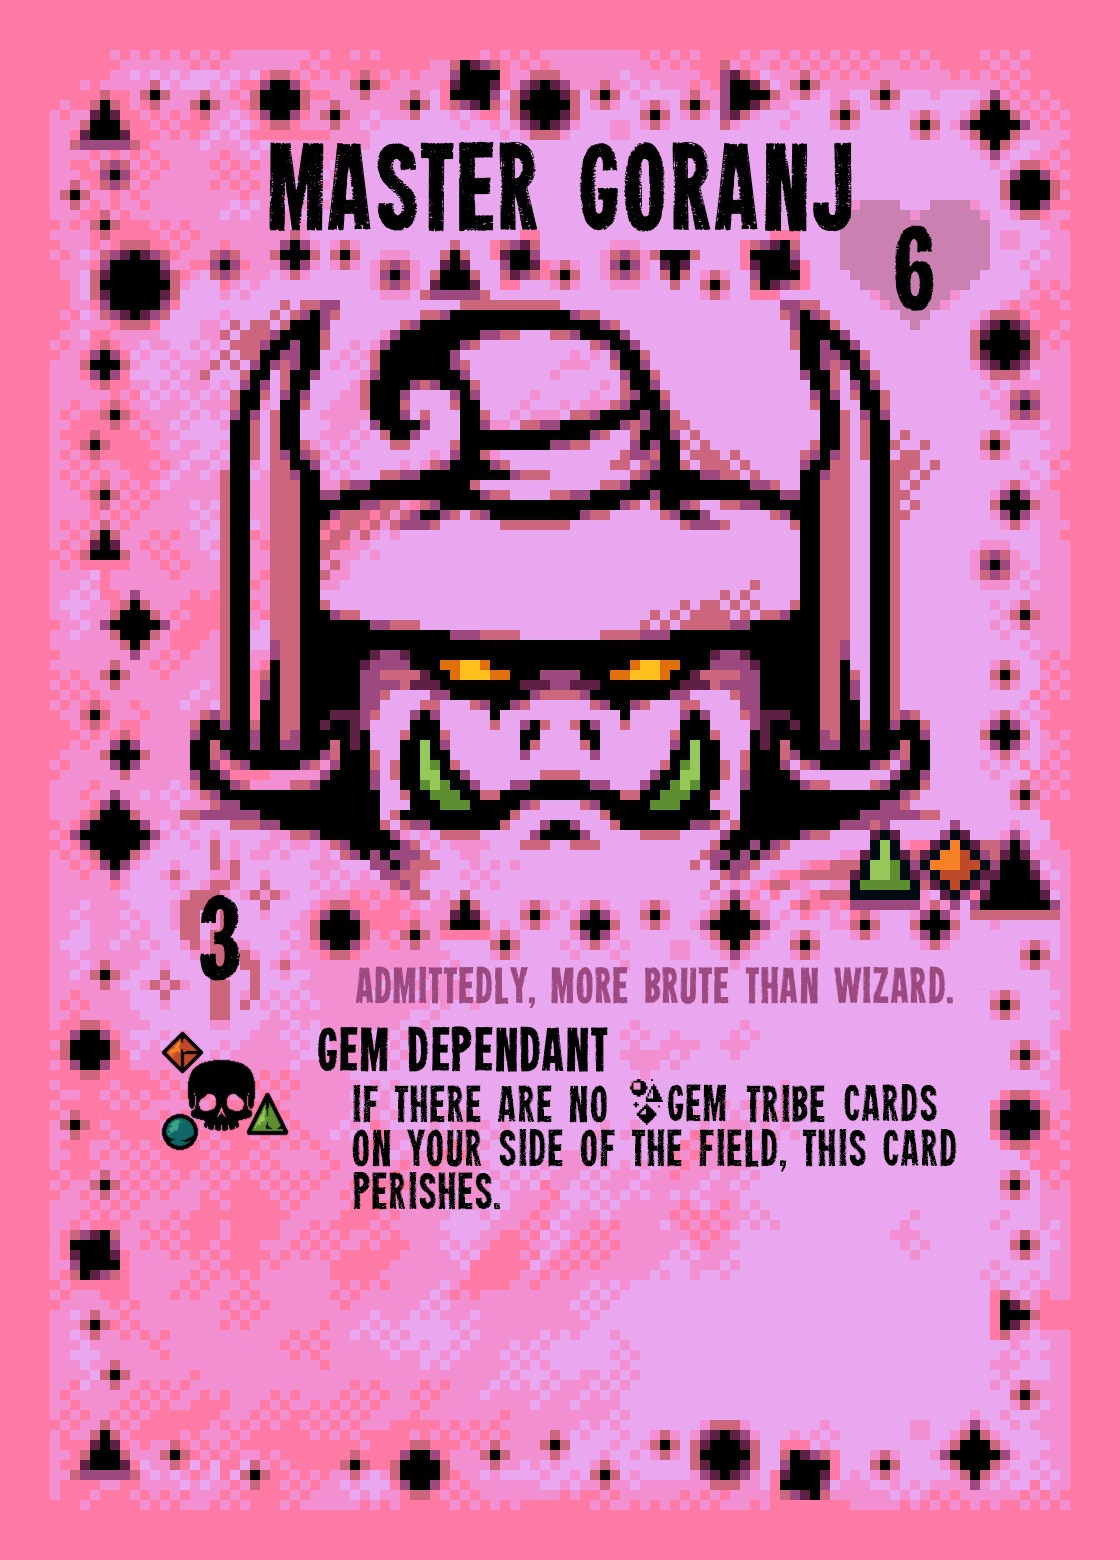 MASTER GORANJ
6
3
ADMITTEDLY, MORE BRUTE THAN WIZARD.
GEM DEPENDANT
IF THERE ARE NO GEM TRIBE CARDS
ON YOUR SIDE OF THE FIELD, THIS CARD
PERISHES.